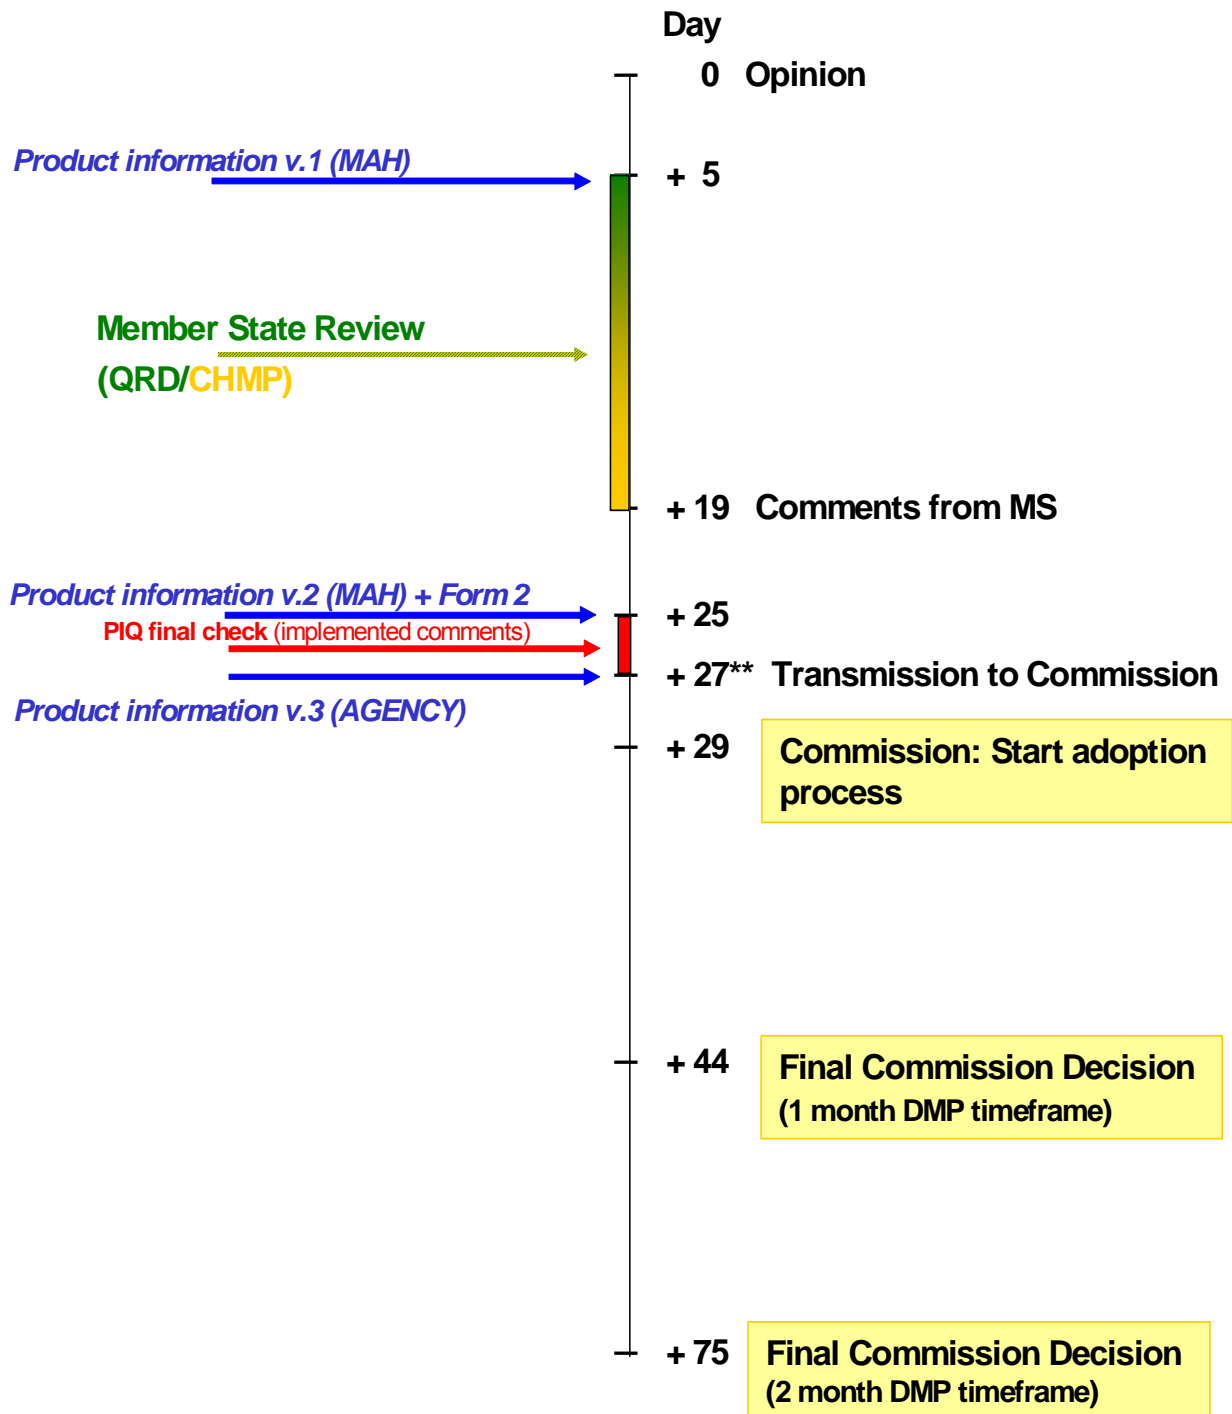 Day
0 Opinion
Product information v.1 (MAH)
+ 5
Member State Review
(QRD/CHMP)
+ 19 Comments from MS
Product information v.2 (MAH) + Form 2
+ 25
PIQ final check (implemented comments)
+ 27** Transmission to Commission
Product information v.3 (AGENCY)
+ 29
Commission: Start adoption
process
+ 44
Final Commission Decision
(1 month DMP timeframe)
+ 75
Final Commission Decision
(2 month DMP timeframe)